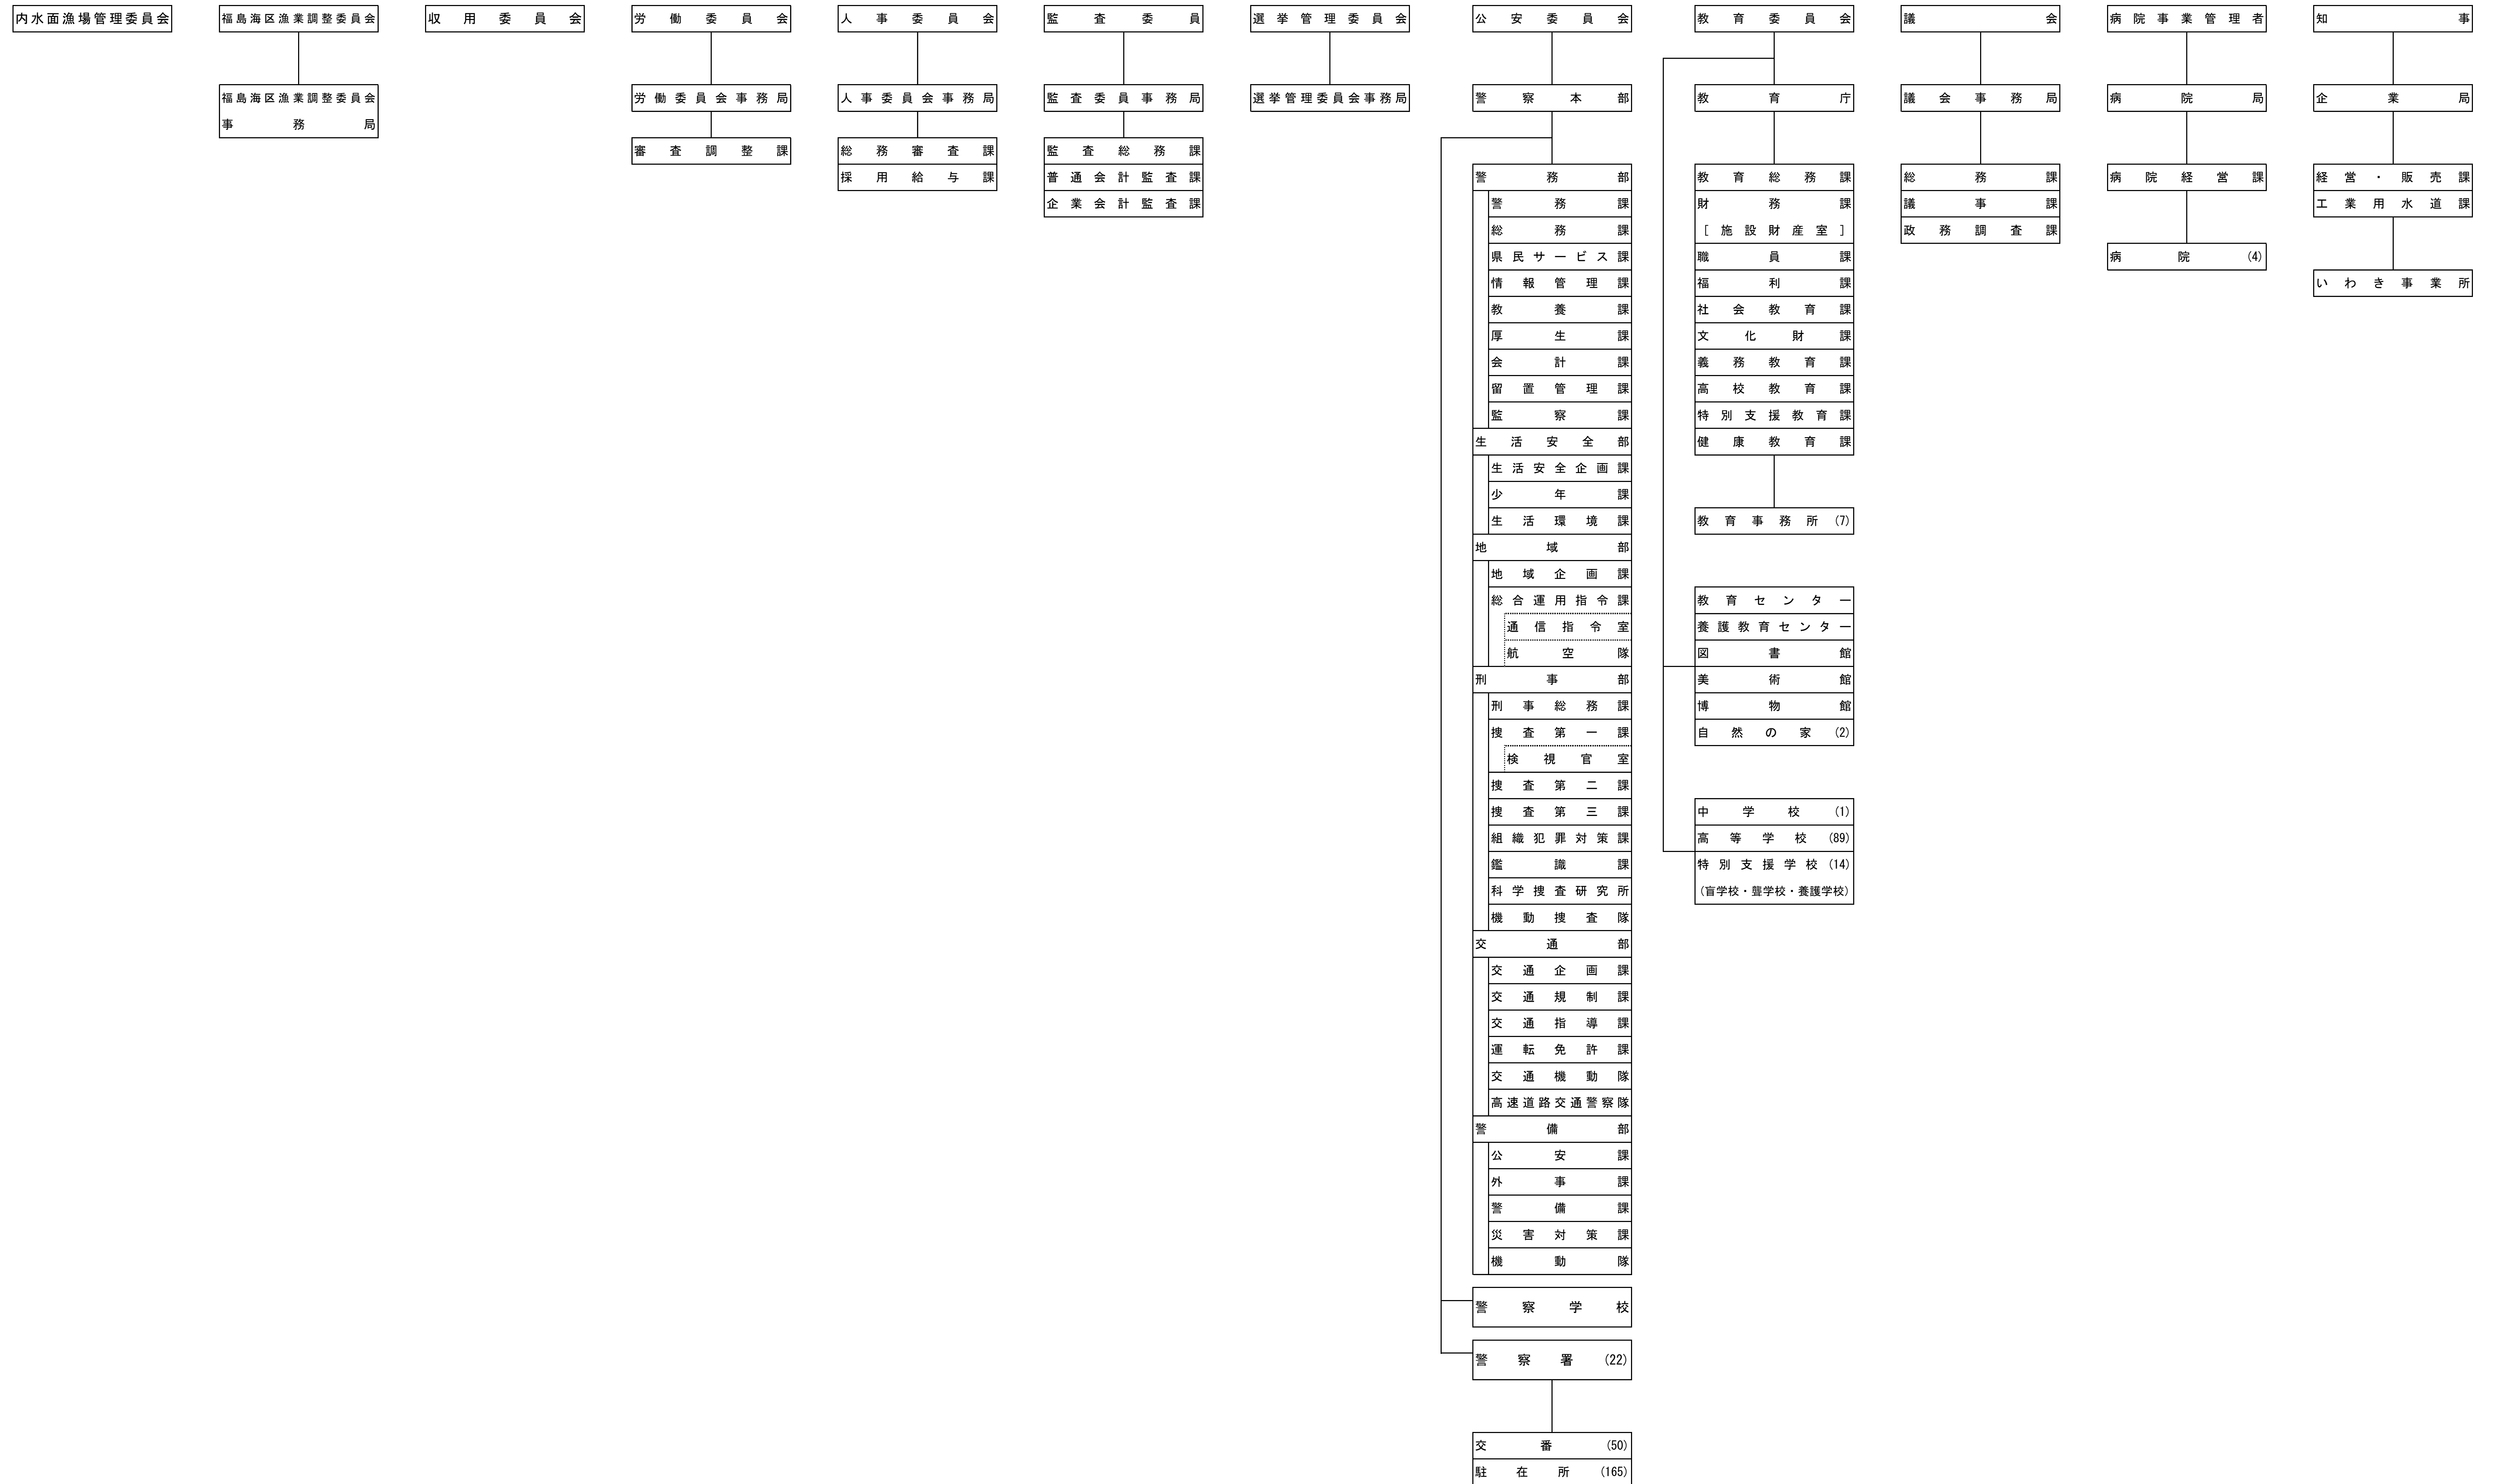 内水面漁場管理委員会
福島海区漁業調整委員会
収用委員会
労働委員会
人事委員会
監査委員
選挙管理委員会
公安委員会
教育委員会
議会
病院事業管理者
知事
福島海区漁業調整委員会
事務局
労働委員会事務局
人事委員会事務局
監査委員事務局
選挙管理委員会事務局
警察本部
教育庁
議会事務局
病院局
企業局
審査調整課
総務審査課
採用給与課
監査総務課
普通会計監査課
企業会計監査課
警務部
警務課
総務課
県民サービス課
情報管理課
教養課
厚生課
会計課
留置管理課
監察課
生活安全部
生活安全企画課
少年課
生活環境課
地域部
地域企画課
総合運用指令課
通信指令室
航空隊
刑事部
刑事総務課
捜査第一課
検視官室
捜査第二課
捜査第三課
組織犯罪対策課
鑑識課
科学捜査研究所
機動捜査隊
交通部
交通企画課
交通規制課
交通指導課
運転免許課
交通機動隊
高速道路交通警察隊
警備部
公安課
外事課
警備課
災害対策課
機動隊
警察学校
警察署(22)
交番(50)
駐在所(165)
教育総務課
財務課
[施設財産室]
職員課
福利課
社会教育課
文化財課
義務教育課
高校教育課
特別支援教育課
健康教育課
教育事務所(7)
教育センター
養護教育センター
図書館
美術館
博物館
自然の家(2)
中学校(1)
高等学校(89)
特別支援学校(14)
(盲学校・聾学校・養護学校)
総務課
議事課
政務調査課
病院経営課
病院(4)
経営・販売課
工業用水道課
いわき事業所